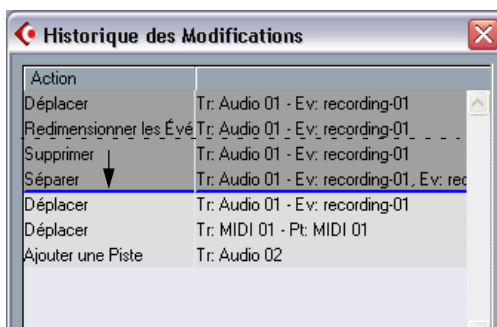 Historique des Modifications
Action
Déplacer Tr: Audio 01 - Ev: recording-01
Redimensionner les Évé Tr: Audio 01 - Ev: recording-01
Supprimer Tr: Audio 01 - Ev: recording-01
Séparer Tr: Audio 01 - Ev: recording-01, Ev: rec
Déplacer Tr: Audio 01 - Ev: recording-01
Déplacer Tr: MIDI 01 - Pt: MIDI 01
Ajouter une Piste Tr: Audio 02